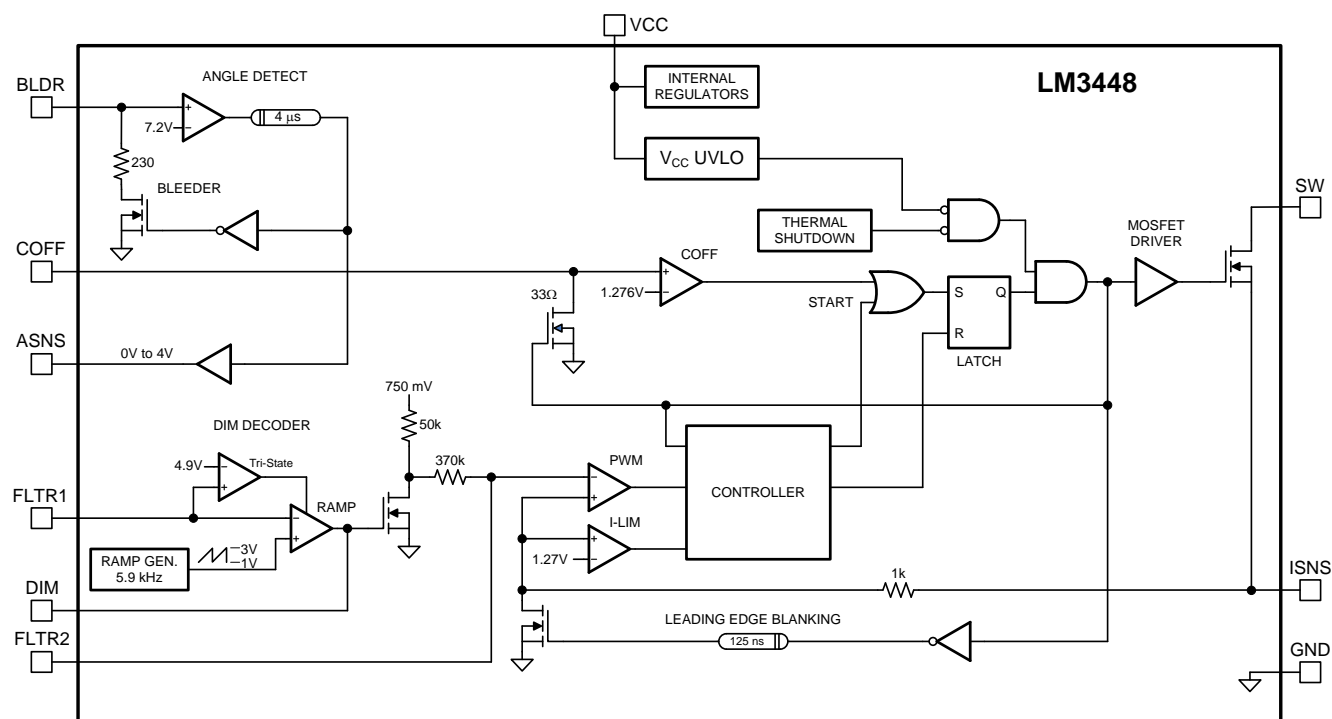 VCC
LM3448
BLDR
ANGLE DETECT
INTERNAL
REGULATORS
+
7.2V
−
4 μs
230
BLEEDER
VCC UVLO
THERMAL
SHUTDOWN
SW
MOSFET
DRIVER
COFF
COFF
+
1.276V
−
33Ω
START
S
Q
R
LATCH
ASNS
0V to 4V
750 mV
50k
DIM DECODER
4.9V
−
+
Tri-State
370k
PWM
−
+
CONTROLLER
FLTR1
RAMP
−
+
I-LIM
+
1.27V
−
RAMP GEN.
5.9 kHz
3V
1V
DIM
1k
ISNS
LEADING EDGE BLANKING
125 ns
FLTR2
GND